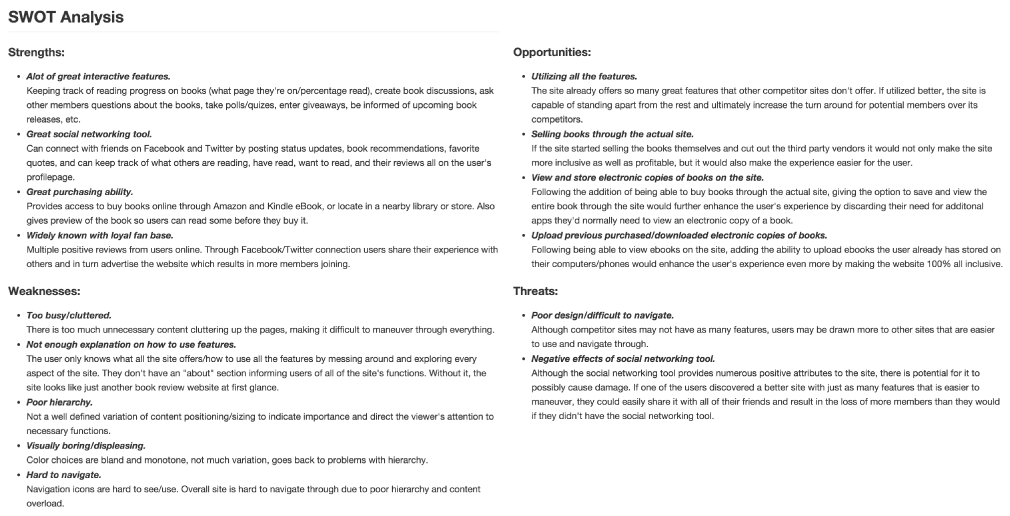 SWOT Analysis
Strengths:
• Alot of great interactive features.
Keeping track of reading progress on books (what page they're on/percentage read), create book discussions, ask
other members questions about the books, take polls/quizes, enter giveaways, be informed of upcoming book
releases, etc.
• Great social networking tool.
Can connect with friends on Facebook and Twitter by posting status updates, book recommendations, favorite
quotes, and can keep track of what others are reading, have read, want to read, and their reviews all on the user's
profilepage.
• Great purchasing ability.
Provides access to buy books online through Amazon and Kindle eBook, or locate in a nearby library or store. Also
gives preview of the book so users can read some before they buy it.
• Widely known with loyal fan base.
Multiple positive reviews from users online. Through Facebook/Twitter connection users share their experience with
others and in turn advertise the website which results in more members joining.
Opportunities:
• Utilizing all the features.
The site already offers so many great features that other competitor sites don't offer. If utilized better, the site is
capable of standing apart from the rest and ultimately increase the turn around for potential members over its
competitors.
• Selling books through the actual site.
If the site started selling the books themselves and cut out the third party vendors it would not only make the site
more inclusive as well as profitable, but it would also make the experience easier for the user.
• View and store electronic copies of books on the site.
Following the addition of being able to buy books through the actual site, giving the option to save and view the
entire book through the site would further enhance the user's experience by discarding their need for additonal
apps they'd normally need to view an electronic copy of a book.
• Upload previous purchased/downloaded electronic copies of books.
Following being able to view ebooks on the site, adding the ability to upload ebooks the user already has stored on
their computers/phones would enhance the user's experience even more by making the website 100% all inclusive.
Weaknesses:
• Too busy/cluttered.
There is too much unnecessary content cluttering up the pages, making it difficult to maneuver through everything.
• Not enough explanation on how to use features.
The user only knows what all the site offers/how to use all the features by messing around and exploring every
aspect of the site. They don't have an "about" section informing users of all of the site's functions. Without it, the
site looks like just another book review website at first glance.
• Poor hierarchy.
Not a well defined variation of content positioning/sizing to indicate importance and direct the viewer's attention to
necessary functions.
• Visually boring/displeasing.
Color choices are bland and monotone, not much variation, goes back to problems with hierarchy.
• Hard to navigate.
Navigation icons are hard to see/use. Overall site is hard to navigate through due to poor hierarchy and content
overload.
Threats:
• Poor design/difficult to navigate.
Although competitor sites may not have as many features, users may be drawn more to other sites that are easier
to use and navigate through.
• Negative effects of social networking tool.
Although the social networking tool provides numerous positive attributes to the site, there is potential for it to
possibly cause damage. If one of the users discovered a better site with just as many features that is easier to
maneuver, they could easily share it with all of their friends and result in the loss of more members than they would
if they didn't have the social networking tool.